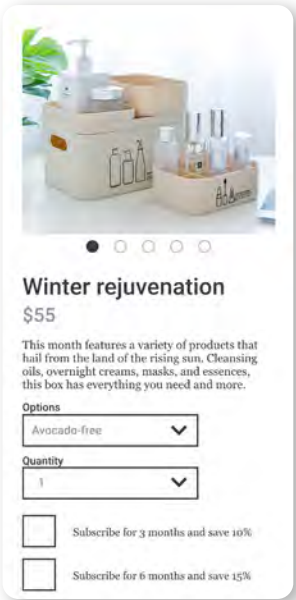 Winter rejuvenation
$55
This month features a variety of products that
hail from the land of the rising sun. Cleansing
oils, overnight creams, masks, and essences,
this box has everything you need and more.
Options
Avocado-free
Quantity
1
Subscribe for 3 months and save 10%
Subscribe for 6 months and save 15%